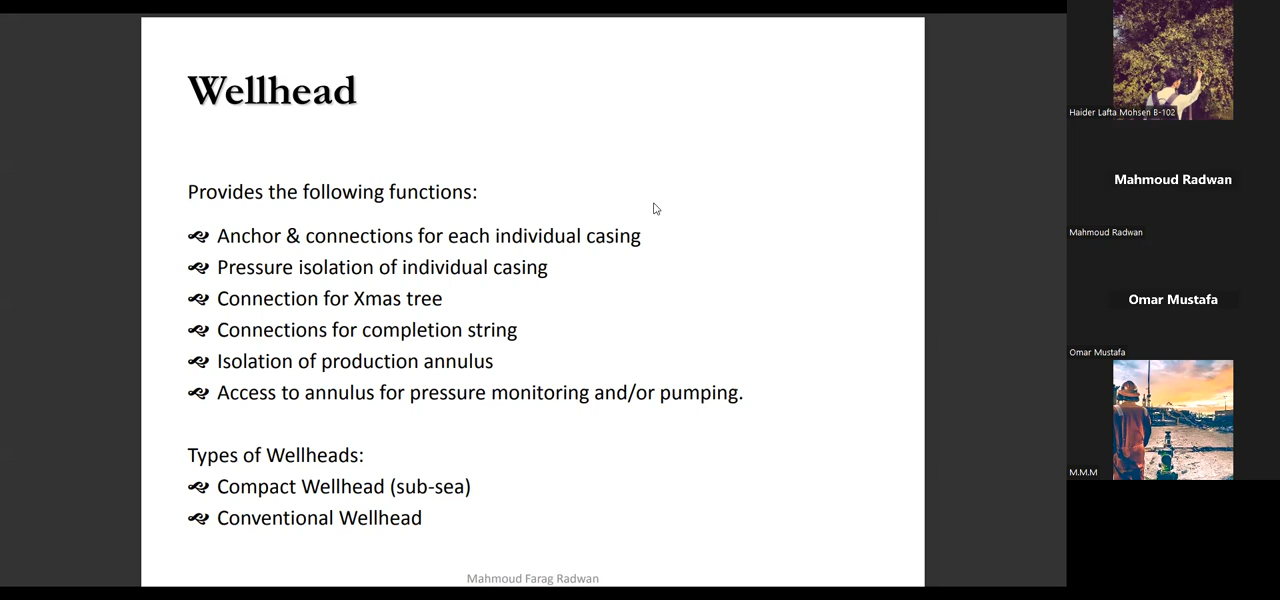 Wellhead
Provides the following functions:
Anchor & connections for each individual casing
Pressure isolation of individual casing
Connection for Xmas tree
Connections for completion string
Isolation of production annulus
Access to annulus for pressure monitoring and/or pumping.
Types of Wellheads:
Compact Wellhead (sub-sea)
Conventional Wellhead
Mahmoud Farag Radwan
Haider Lafta Mohsen B-102
Mahmoud Radwan
Mahmoud Radwan
Omar Mustafa
Omar Mustafa
M.M.M